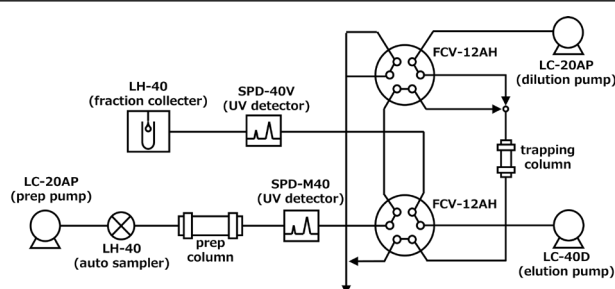 FCV-12AH
LC-20AP
(dilution pump)
LH-40
(fraction collecter)
SPD-40V
(UV detector)
trapping
column
SPD-M40
(UV detector)
FCV-12AH
LC-20AP
(prep pump)
LH-40
(auto sampler)
prep
column
LC-40D
(elution pump)